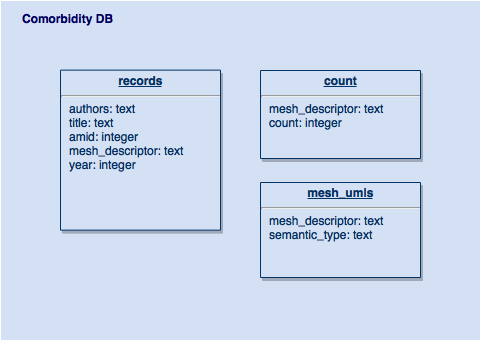 Comorbidity DB
records
authors: text
title: text
amid: integer
mesh_descriptor: text
year: integer
count
mesh_descriptor: text
count: integer
mesh_umls
mesh_descriptor: text
semantic_type: text